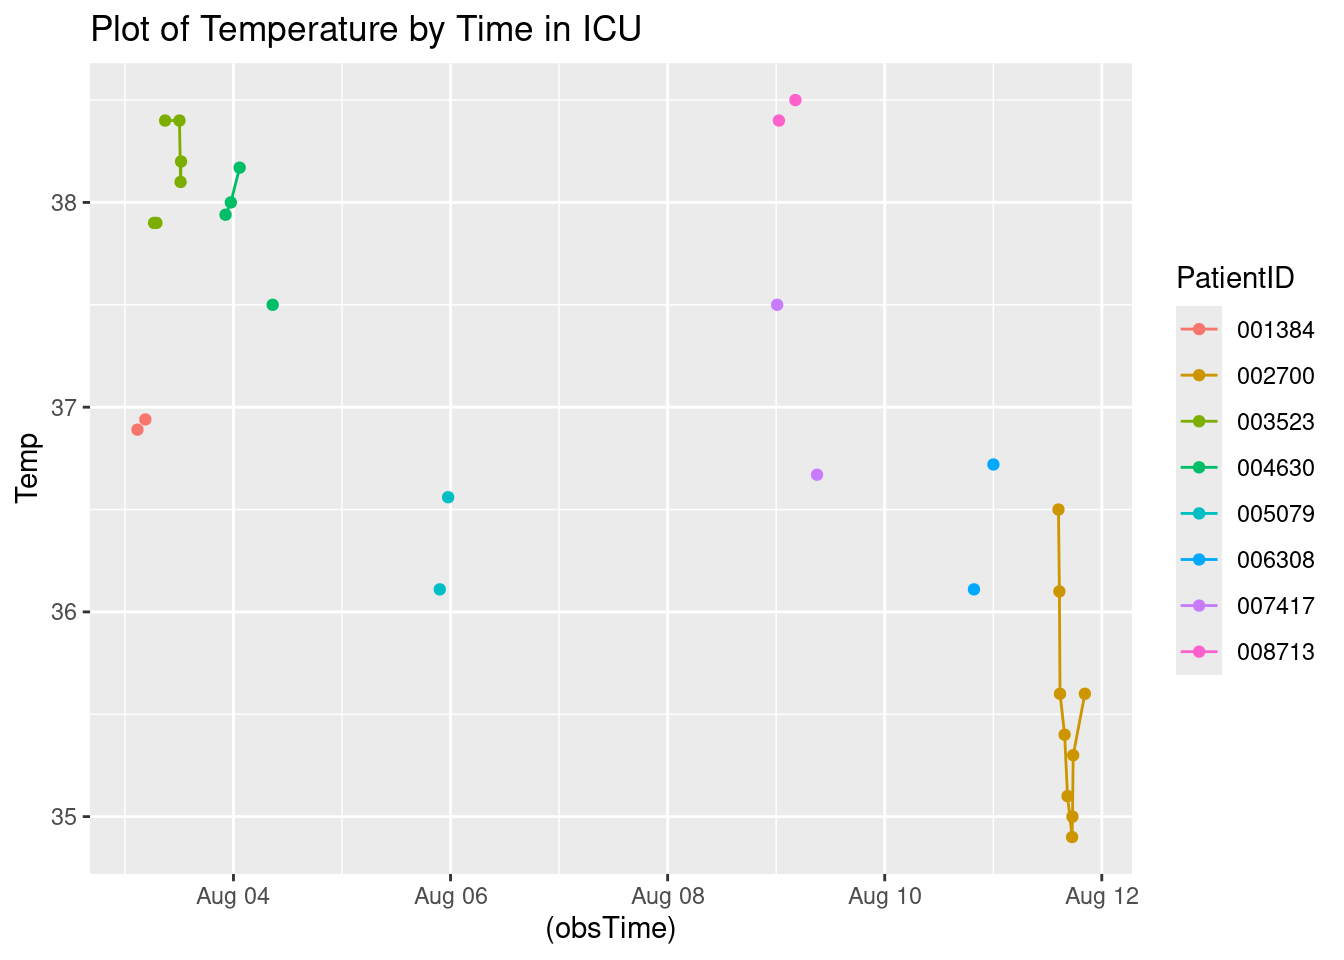 Plot of Temperature by Time in ICU
Temp
38
37
36
35
Aug 04
Aug 06
Aug 08
Aug 10
Aug 12
(obsTime)
PatientID
001384
002700
003523
004630
005079
006308
007417
008713